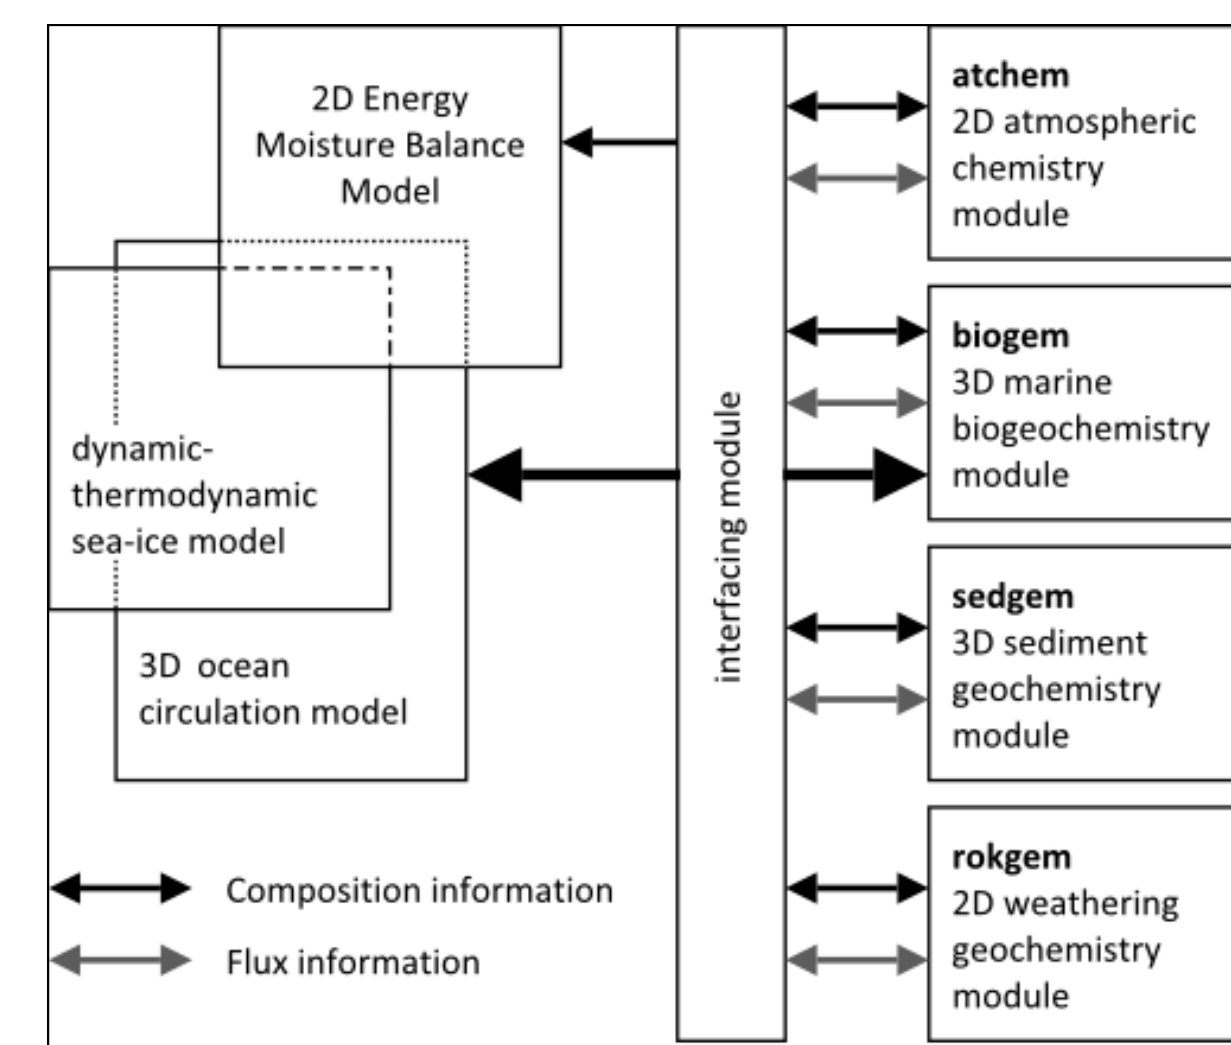 2D Energy
Moisture Balance
Model
dynamic-
thermodynamic
sea-ice model
3D ocean
circulation model
Composition information
Flux information
interfacing module
atchem
2D atmospheric
chemistry
module
biogem
3D marine
biogeochemistry
module
sedgem
3D sediment
geochemistry
module
rokgem
2D weathering
geochemistry
module